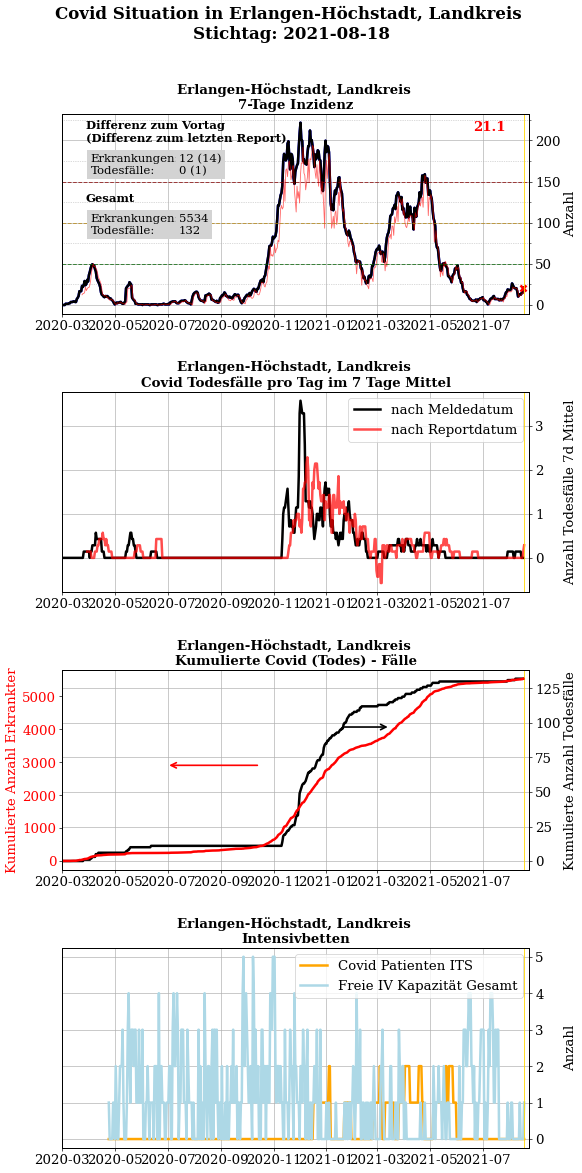 Covid Situation in Erlangen-Höchstadt, Landkreis
Stichtag: 2021-08-18
Erlangen-Höchstadt, Landkreis
7-Tage Inzidenz
Differenz zum Vortag
(Differenz zum letzten Report)
Erkrankungen 12 (14)
Todesfälle: 0 (1)
Gesamt
Erkrankungen 5534
Todesfälle: 132
21.1
200
150
100
50
0
Anzahl
2020-03 2020-05 2020-07 2020-09 2020-11 2021-01 2021-03 2021-05 2021-07
Erlangen-Höchstadt, Landkreis
Covid Todesfälle pro Tag im 7 Tage Mittel
nach Meldedatum
nach Reportdatum
3
2
1
0
Anzahl Todesfälle 7d Mittel
2020-03 2020-05 2020-07 2020-09 2020-11 2021-01 2021-03 2021-05 2021-07
Erlangen-Höchstadt, Landkreis
Kumulierte Covid (Todes) - Fälle
Kumulierte Anzahl Erkrankter
5000
4000
3000
2000
1000
0
125
100
75
50
25
0
Kumulierte Anzahl Todesfälle
2020-03 2020-05 2020-07 2020-09 2020-11 2021-01 2021-03 2021-05 2021-07
Erlangen-Höchstadt, Landkreis
Intensivbetten
Covid Patienten ITS
Freie IV Kapazität Gesamt
5
4
3
2
1
0
Anzahl
2020-03 2020-05 2020-07 2020-09 2020-11 2021-01 2021-03 2021-05 2021-07